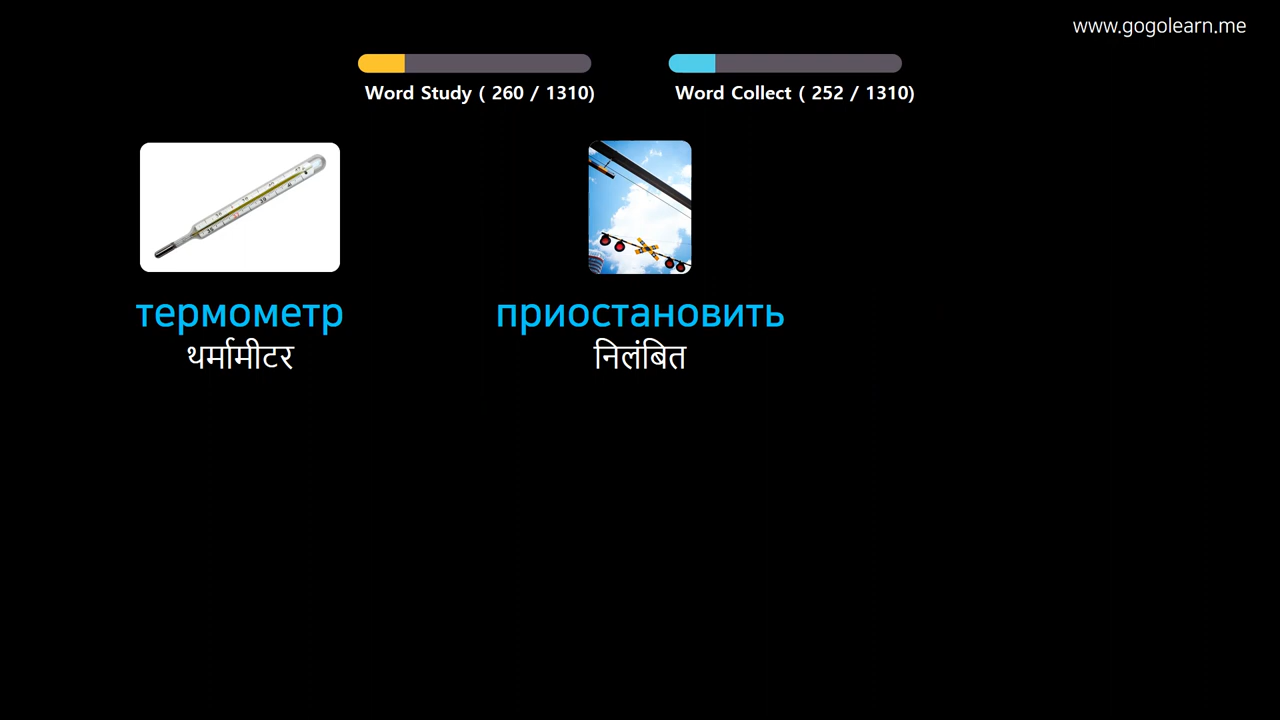 www.gogolearn.me
Word Study ( 260 / 1310)
Word Collect ( 252 / 1310)
термометр
थर्मामीटर
приостановить
निलंबित